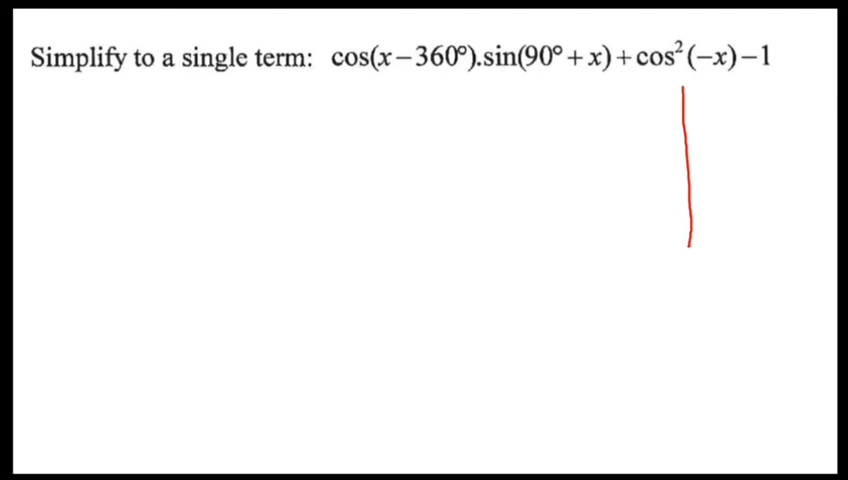 Simplify to a single term: cos(x−360°).sin(90°+x)+cos²(−x)−1